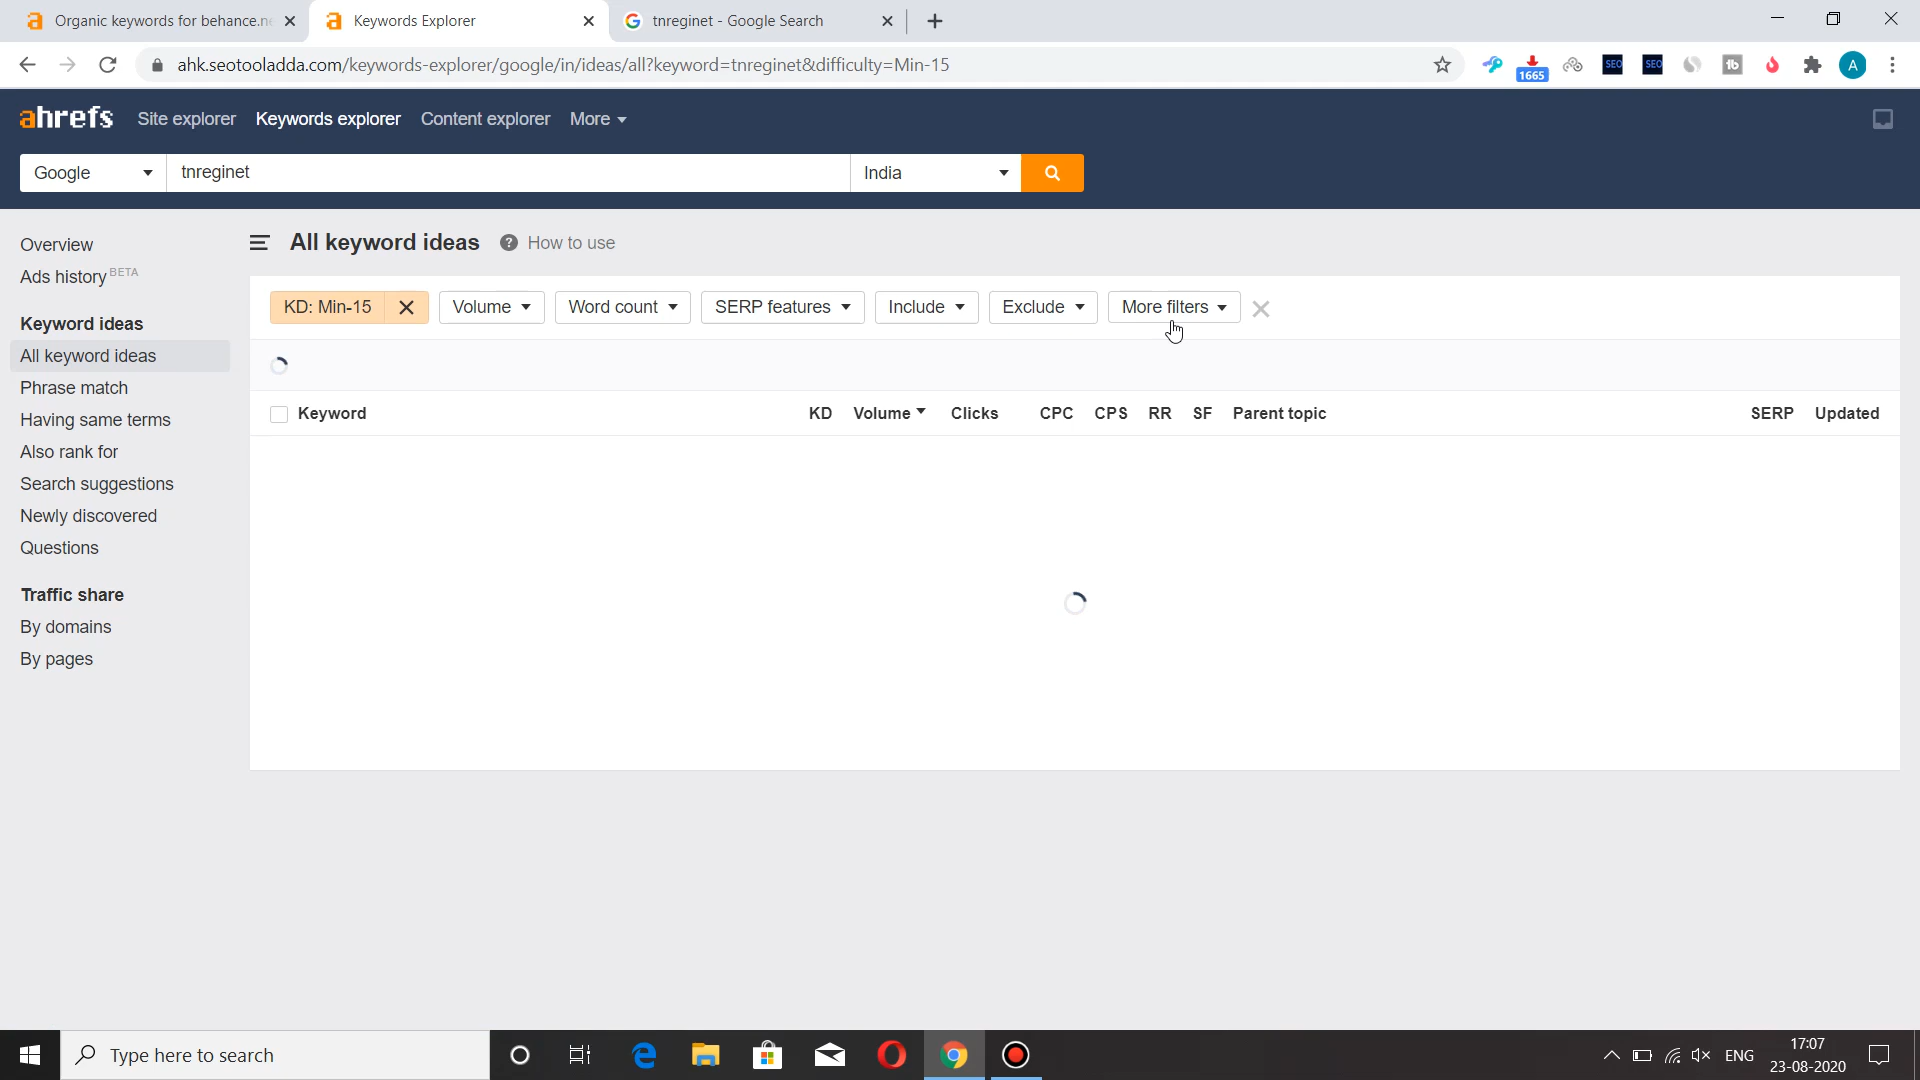 Organic keywords for behance.ne
Keywords Explorer
tnreginet - Google Search
ahk.seotooladda.com/keywords-explorer/google/in/ideas/all?keyword=tnreginet&difficulty=Min-15
1665
SEO
SEO
tb
A
ahrefs
Site explorer
Keywords explorer
Content explorer
More
Google
tnreginet
India
Overview
Ads history BETA
Keyword ideas
All keyword ideas
Phrase match
Having same terms
Also rank for
Search suggestions
Newly discovered
Questions
Traffic share
By domains
By pages
All keyword ideas
? How to use
KD: Min-15
Volume
Word count
SERP features
Include
Exclude
More filters
Keyword
KD
Volume
Clicks
CPC
CPS
RR
SF
Parent topic
SERP
Updated
Type here to search
ENG
17:07
23-08-2020